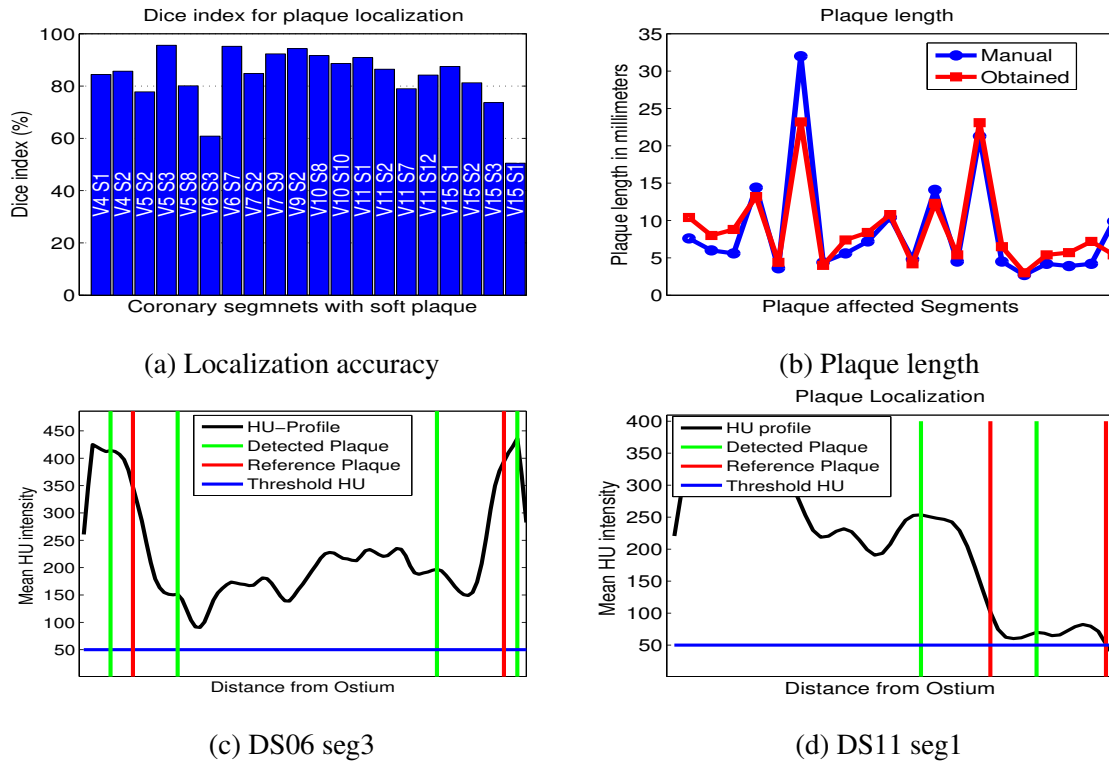 Dice index for plaque localization
Dice index (%)
100
80
60
40
20
0
V4 S1
V4 S2
V5 S2
V5 S3
V5 S8
V6 S3
V6 S7
V7 S2
V7 S9
V9 S2
V10 S8
V10 S10
V11 S1
V11 S2
V11 S7
V11 S12
V15 S1
V15 S2
V15 S3
V15 S1
Coronary segmnets with soft plaque
(a) Localization accuracy
Plaque length
Plaque length in millimeters
35
30
25
20
15
10
5
0
Manual
Obtained
Plaque affected Segments
(b) Plaque length
Mean HU intensity
450
400
350
300
250
200
150
100
50
HU-Profile
Detected Plaque
Reference Plaque
Threshold HU
Distance from Ostium
(c) DS06 seg3
Plaque Localization
Mean HU intensity
400
350
300
250
200
150
100
50
HU profile
Detected Plaque
Reference Plaque
Threshold HU
Distance from Ostium
(d) DS11 seg1